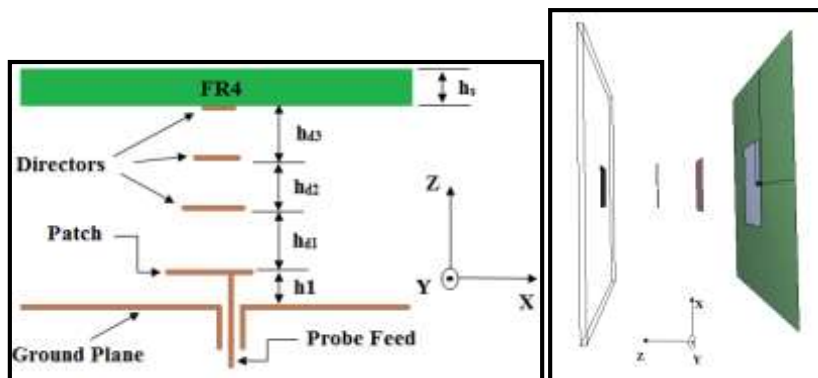 FR4
hs
hd3
Directors
hd2
Z
hd1
Patch
h1
Y
X
Ground Plane
Probe Feed
X
Z
Y